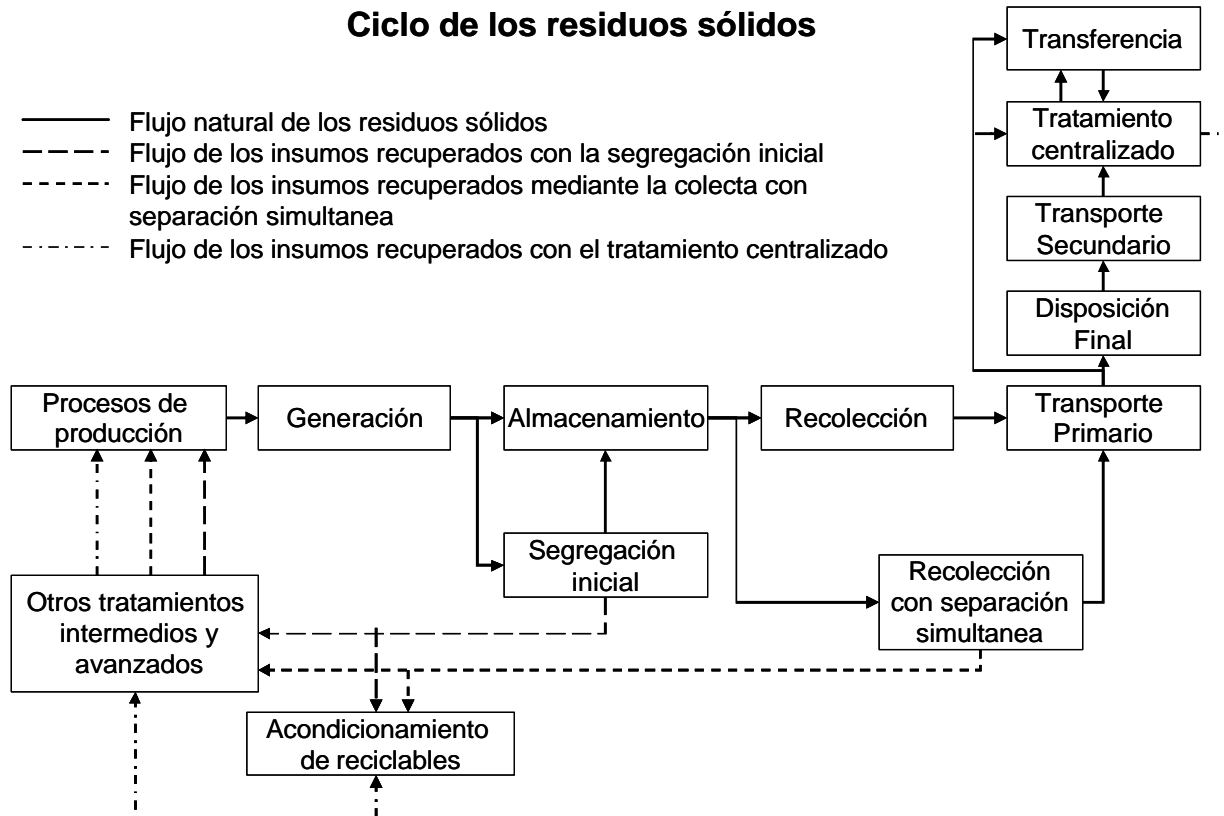 Ciclo de los residuos sólidos
Transferencia
Flujo natural de los residuos sólidos
Flujo de los insumos recuperados con la segregación inicial
Flujo de los insumos recuperados mediante la colecta con
separación simultanea
Flujo de los insumos recuperados con el tratamiento centralizado
Tratamiento
centralizado
Transporte
Secundario
Disposición
Final
Procesos de
producción
Generación
Almacenamiento
Recolección
Transporte
Primario
Segregación
inicial
Recolección
con separación
simultanea
Otros tratamientos
intermedios y
avanzados
Acondicionamiento
de reciclables